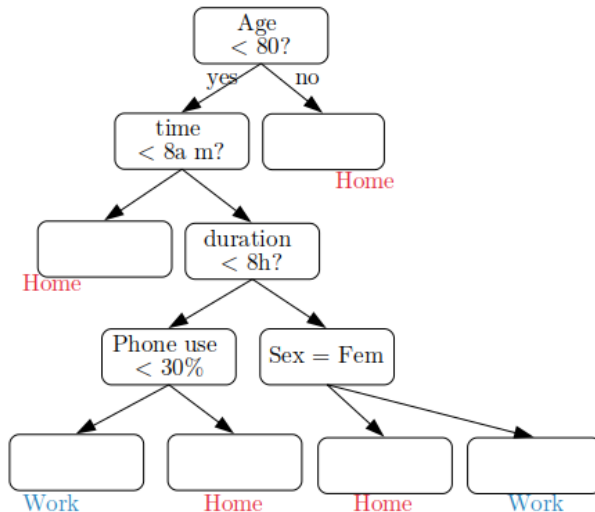 Age
< 80?
yes
no
time
< 8a m?
Home
duration
< 8h?
Home
Phone use
< 30%
Sex = Fem
Work
Home
Home
Work